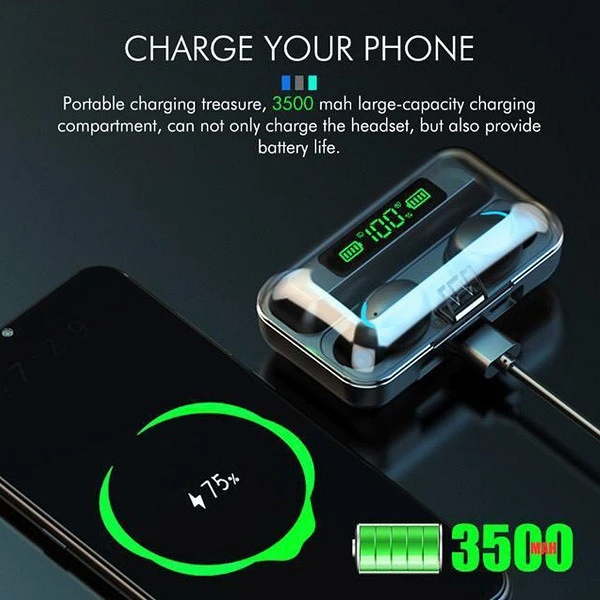 CHARGE YOUR PHONE
Portable charging treasure, 3500 mah large-capacity charging
compartment, can not only charge the headset, but also provide
battery life.
100%
75%
3500
MAH